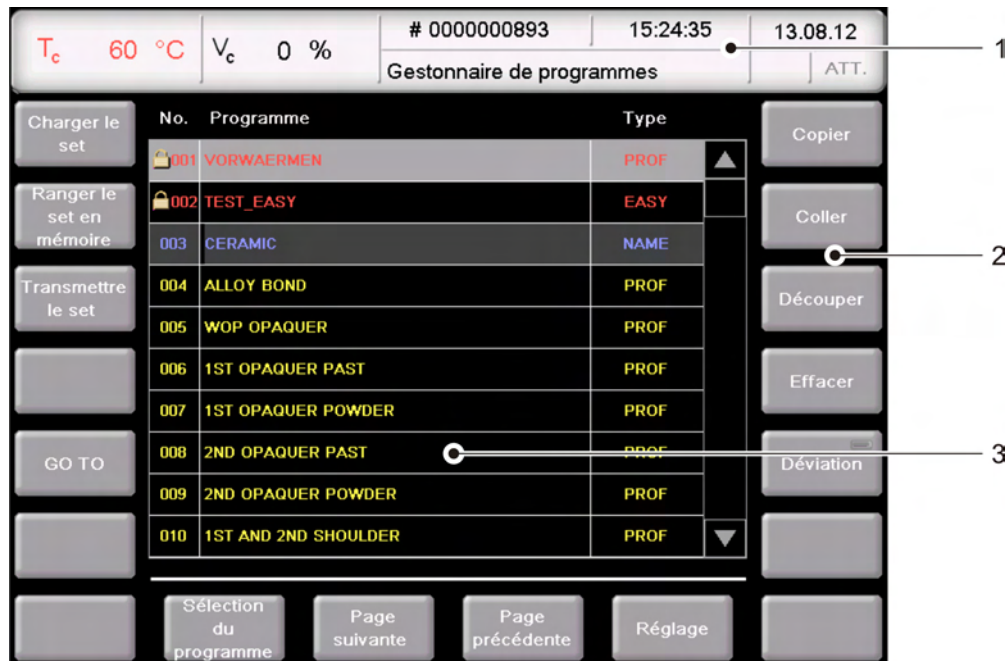 Tc 60 °C
Vc 0 %
# 0000000893
15:24:35
13.08.12
Gestonnaire de programmes
ATT.
1
Charger le
set
Ranger le
set en
mémoire
Transmettre
le set
GO TO
No. Programme Type
001 VORWAERMEN PROF
002 TEST_EASY EASY
003 CERAMIC NAME
004 ALLOY BOND PROF
005 WOP OPAQUER PROF
006 1ST OPAQUER PAST PROF
007 1ST OPAQUER POWDER PROF
008 2ND OPAQUER PAST PROF
009 2ND OPAQUER POWDER PROF
010 1ST AND 2ND SHOULDER PROF
Copier
Coller
2
Découper
Effacer
Déviation
3
Sélection
du
programme
Page
suivante
Page
précédente
Réglage